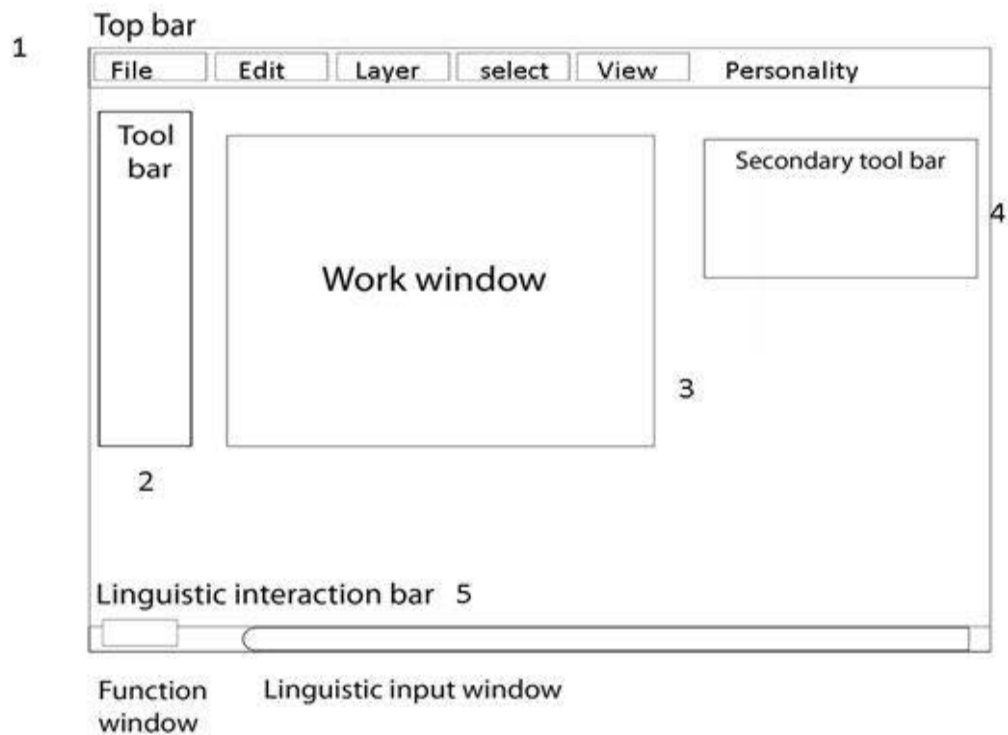 Top bar
1
File Edit Layer select View Personality
Tool
bar
Secondary tool bar
4
Work window
3
2
Linguistic interaction bar 5
Function
window
Linguistic input window